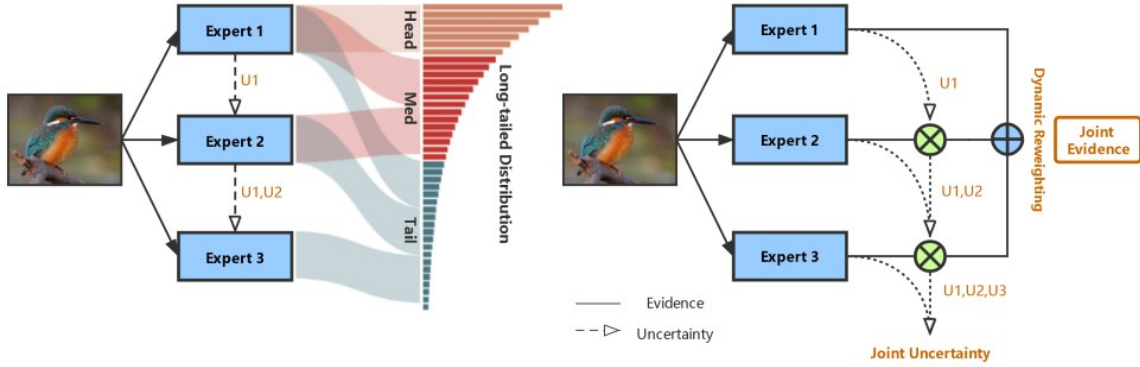 Expert 1
U1
Expert 2
U1,U2
Expert 3
Head
Med
Tail
Long-tailed Distribution
Expert 1
U1
Expert 2
U1,U2
Expert 3
U1,U2,U3
Dynamic Reweighting
Joint
Evidence
Evidence
Uncertainty
Joint Uncertainty